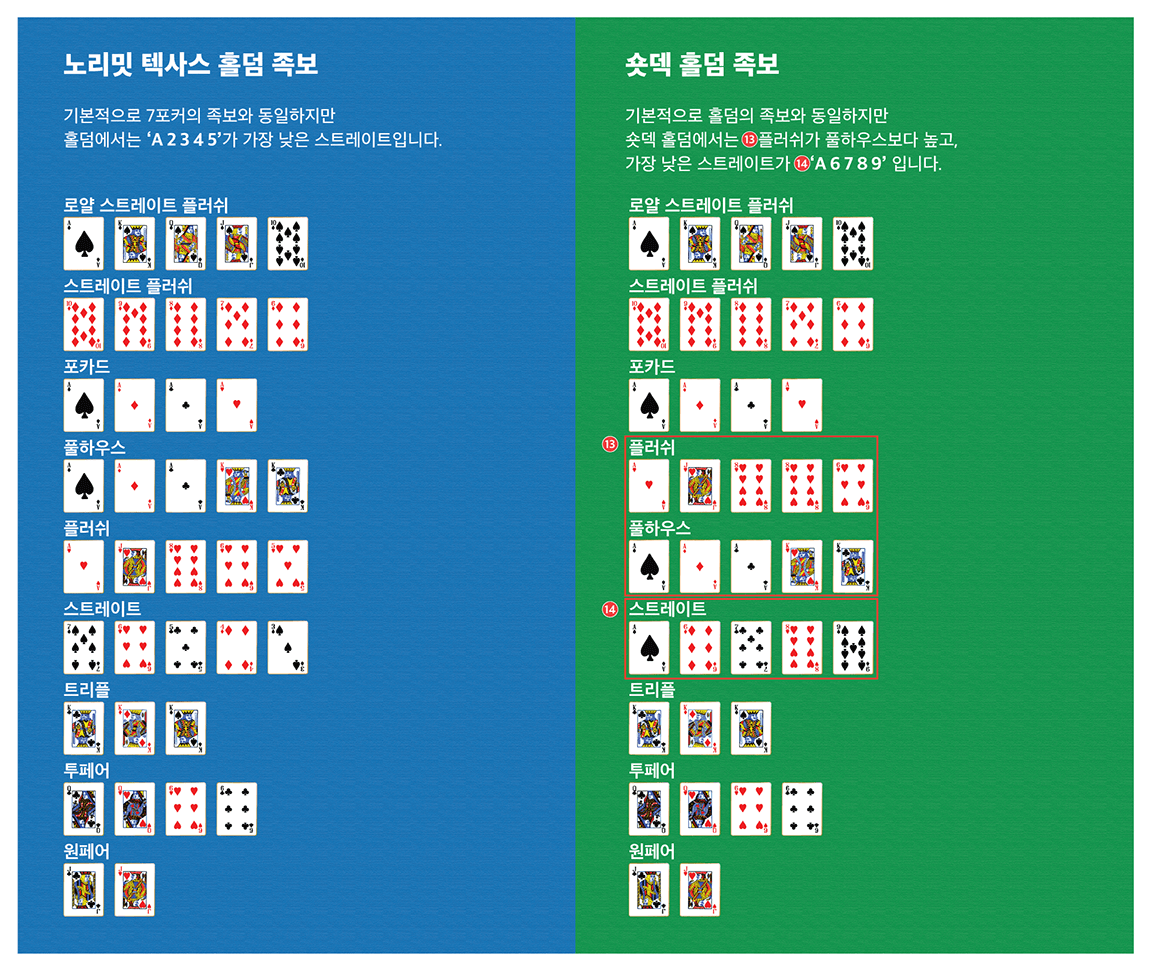 노리밋 텍사스 홀덤 족보
기본적으로 7포커의 족보와 동일하지만
홀덤에서는 ‘A 2 3 4 5’가 가장 낮은 스트레이트입니다.
로얄 스트레이트 플러쉬
스트레이트 플러쉬
포카드
풀하우스
플러쉬
스트레이트
트리플
투페어
원페어
숏덱 홀덤 족보
기본적으로 홀덤의 족보와 동일하지만
숏덱 홀덤에서는 ⑬플러쉬가 풀하우스보다 높고,
가장 낮은 스트레이트가 ⑭‘A 6 7 8 9’ 입니다.
로얄 스트레이트 플러쉬
스트레이트 플러쉬
포카드
⑬ 플러쉬
풀하우스
⑭ 스트레이트
트리플
투페어
원페어